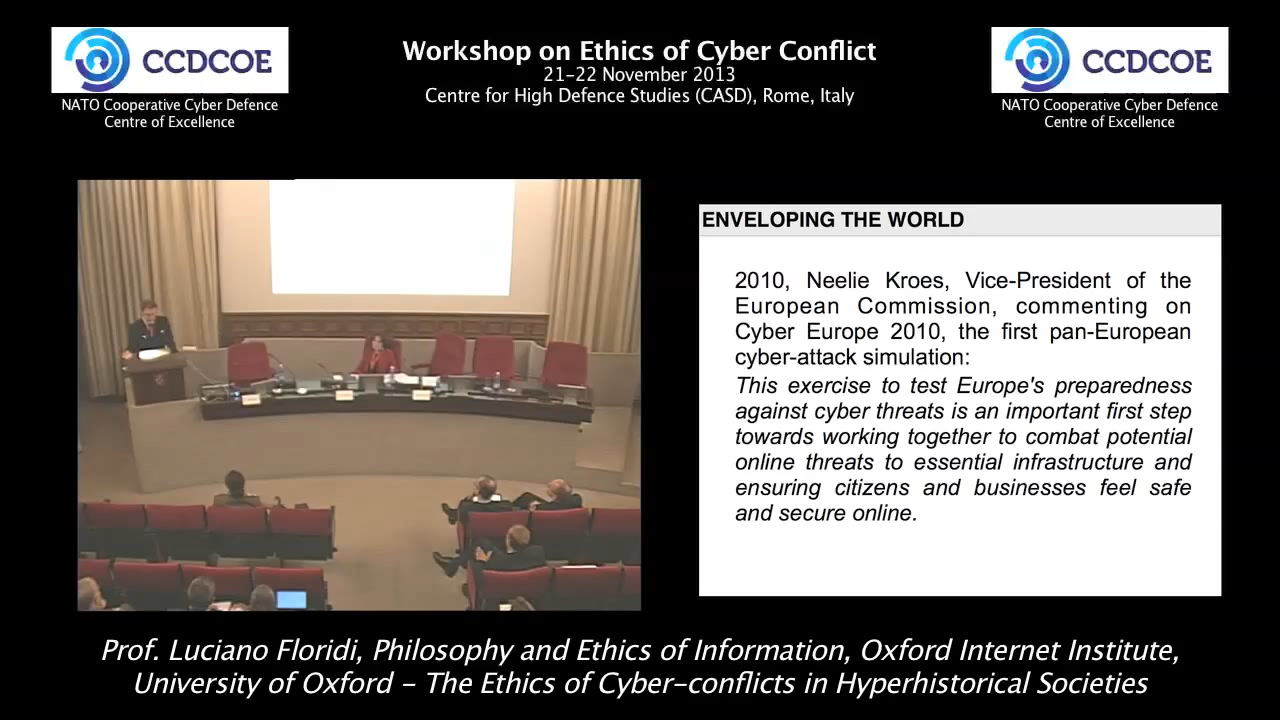 CCDCOE
NATO Cooperative Cyber Defence
Centre of Excellence
Workshop on Ethics of Cyber Conflict
21-22 November 2013
Centre for High Defence Studies (CASD), Rome, Italy
CCDCOE
NATO Cooperative Cyber Defence
Centre of Excellence
ENVELOPING THE WORLD
2010, Neelie Kroes, Vice-President of the
European Commission, commenting on
Cyber Europe 2010, the first pan-European
cyber-attack simulation:
This exercise to test Europe's preparedness
against cyber threats is an important first step
towards working together to combat potential
online threats to essential infrastructure and
ensuring citizens and businesses feel safe
and secure online.
Prof. Luciano Floridi, Philosophy and Ethics of Information, Oxford Internet Institute,
University of Oxford - The Ethics of Cyber-conflicts in Hyperhistorical Societies